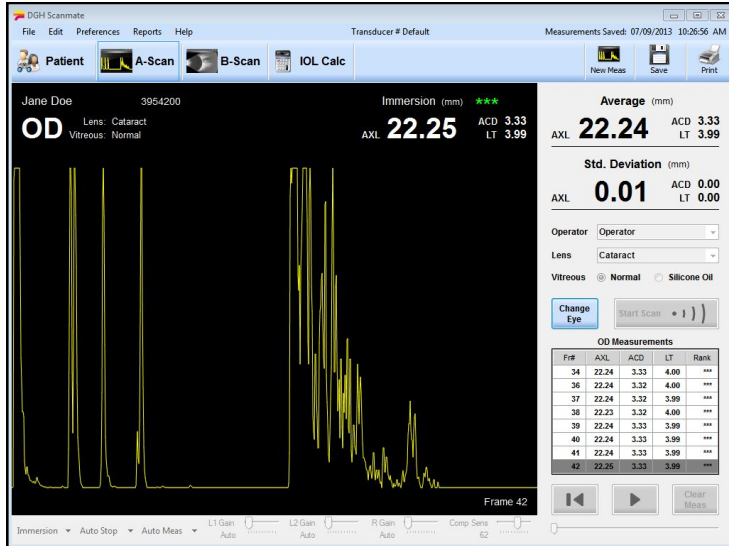 DGH Scanmate
File Edit Preferences Reports Help Transducer # Default Measurements Saved: 07/09/2013 10:26:56 AM
Patient A-Scan B-Scan IOL Calc New Meas Save Print
Jane Doe 3954200 Immersion (mm) ***
OD Lens: Cataract
Vitreous: Normal
AXL 22.25 ACD 3.33
LT 3.99
Frame 42
Immersion Auto Stop Auto Meas L1 Gain Auto L2 Gain Auto R Gain Auto Comp Sens 62
Average (mm)
AXL 22.24 ACD 3.33
LT 3.99
Std. Deviation (mm)
AXL 0.01 ACD 0.00
LT 0.00
Operator Operator
Lens Cataract
Vitreous Normal Silicone Oil
Change Eye Start Scan
OD Measurements
Fr# AXL ACD LT Rank
34 22.24 3.33 4.00 ***
36 22.24 3.32 4.00 ***
37 22.24 3.32 3.99 ***
38 22.23 3.32 4.00 ***
39 22.24 3.33 3.99 ***
40 22.24 3.33 3.99 ***
41 22.24 3.33 3.99 ***
42 22.25 3.33 3.99 ***
Clear Meas